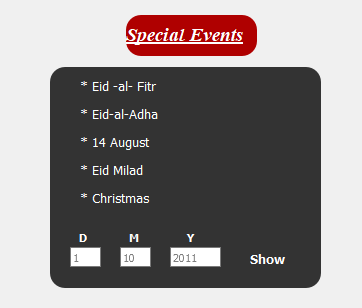 Special Events
* Eid -al- Fitr
* Eid-al-Adha
* 14 August
* Eid Milad
* Christmas
D M Y
1 10 2011 Show